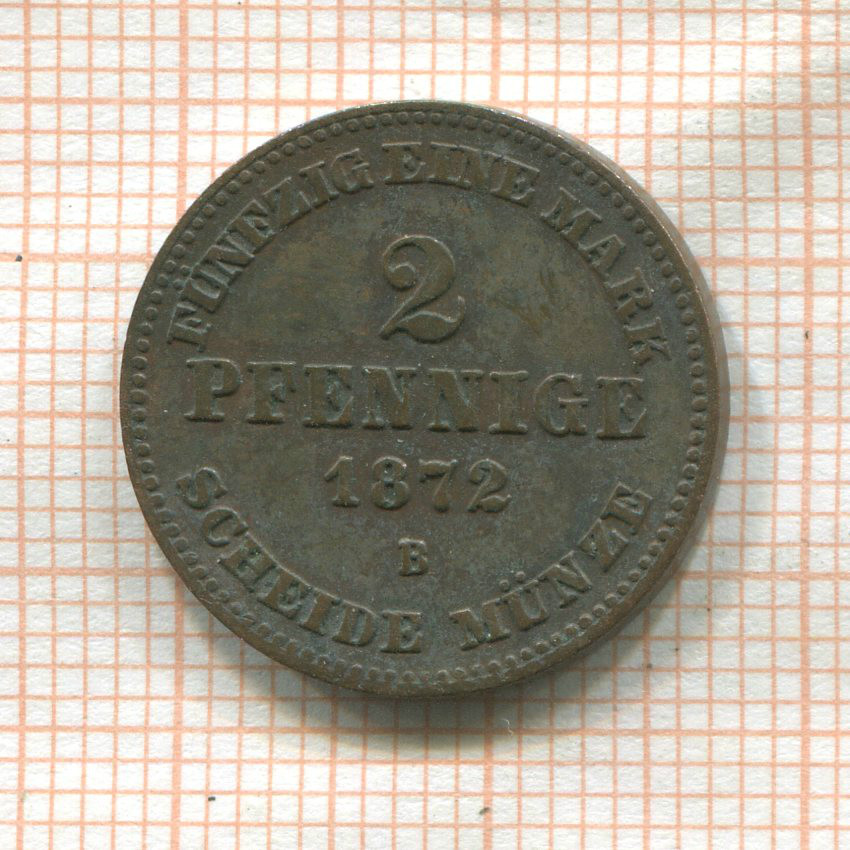 FÜNFZIG EINE MARK
2
PFENNIGE
1872
B
SCHEIDE MÜNZE